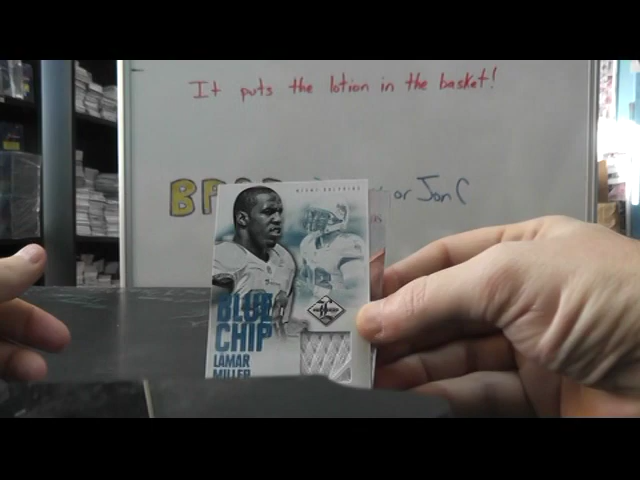 It puts the lotion in the basket!
or Jon C
MIAMI DOLPHINS
BLUE
CHIP
LAMAR
MILLER